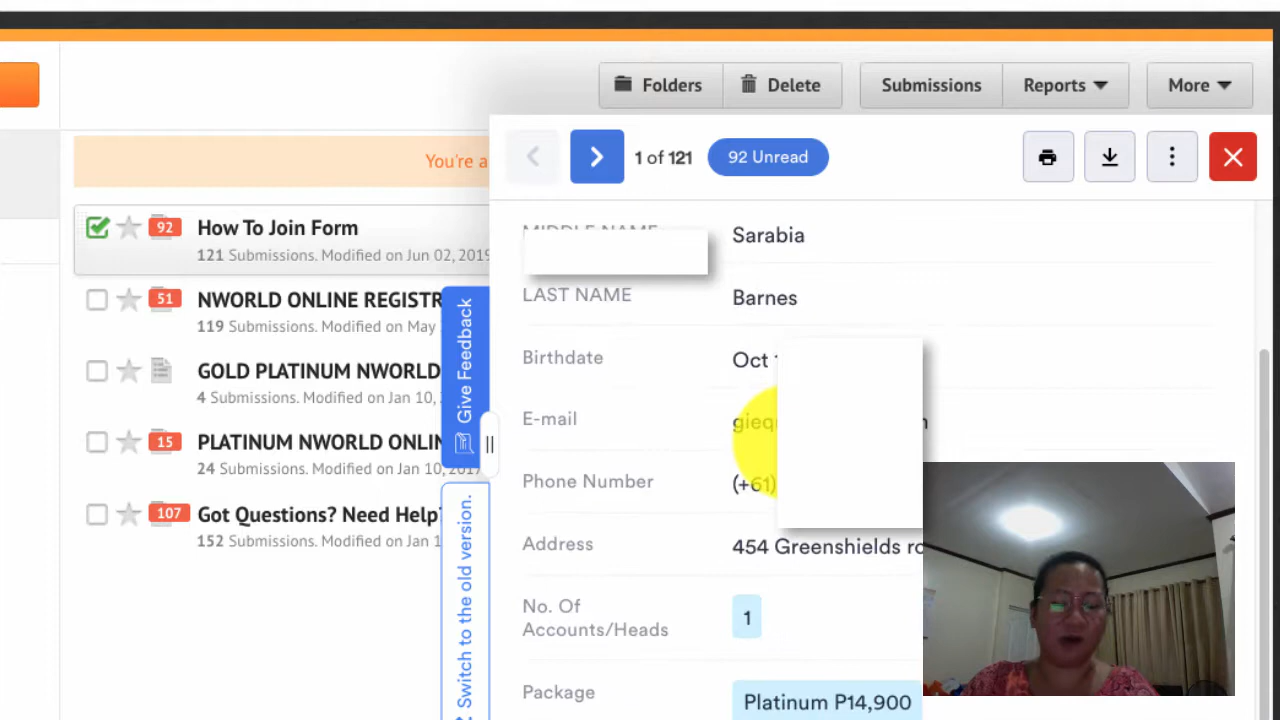 Folders
Delete
Submissions
Reports
More
1 of 121
92 Unread
You're a
92
How To Join Form
121 Submissions. Modified on Jun 02, 2019
51
NWORLD ONLINE REGISTR
119 Submissions. Modified on May
GOLD PLATINUM NWORLD
4 Submissions. Modified on Jan 10,
15
PLATINUM NWORLD ONLIN
24 Submissions. Modified on Jan 10, 2017
107
Got Questions? Need Help?
152 Submissions. Modified on Jan 1
Give Feedback
Switch to the old version.
MIDDLE NAME
Sarabia
LAST NAME
Barnes
Birthdate
Oct
E-mail
giequ
Phone Number
(+61)
Address
454 Greenshields ro
No. Of
Accounts/Heads
1
Package
Platinum P14,900